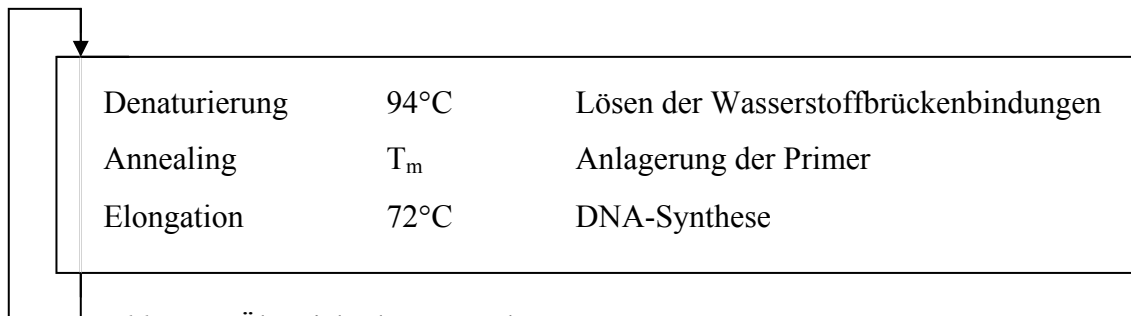 Denaturierung 94°C Lösen der Wasserstoffbrückenbindungen
Annealing Tm Anlagerung der Primer
Elongation 72°C DNA-Synthese